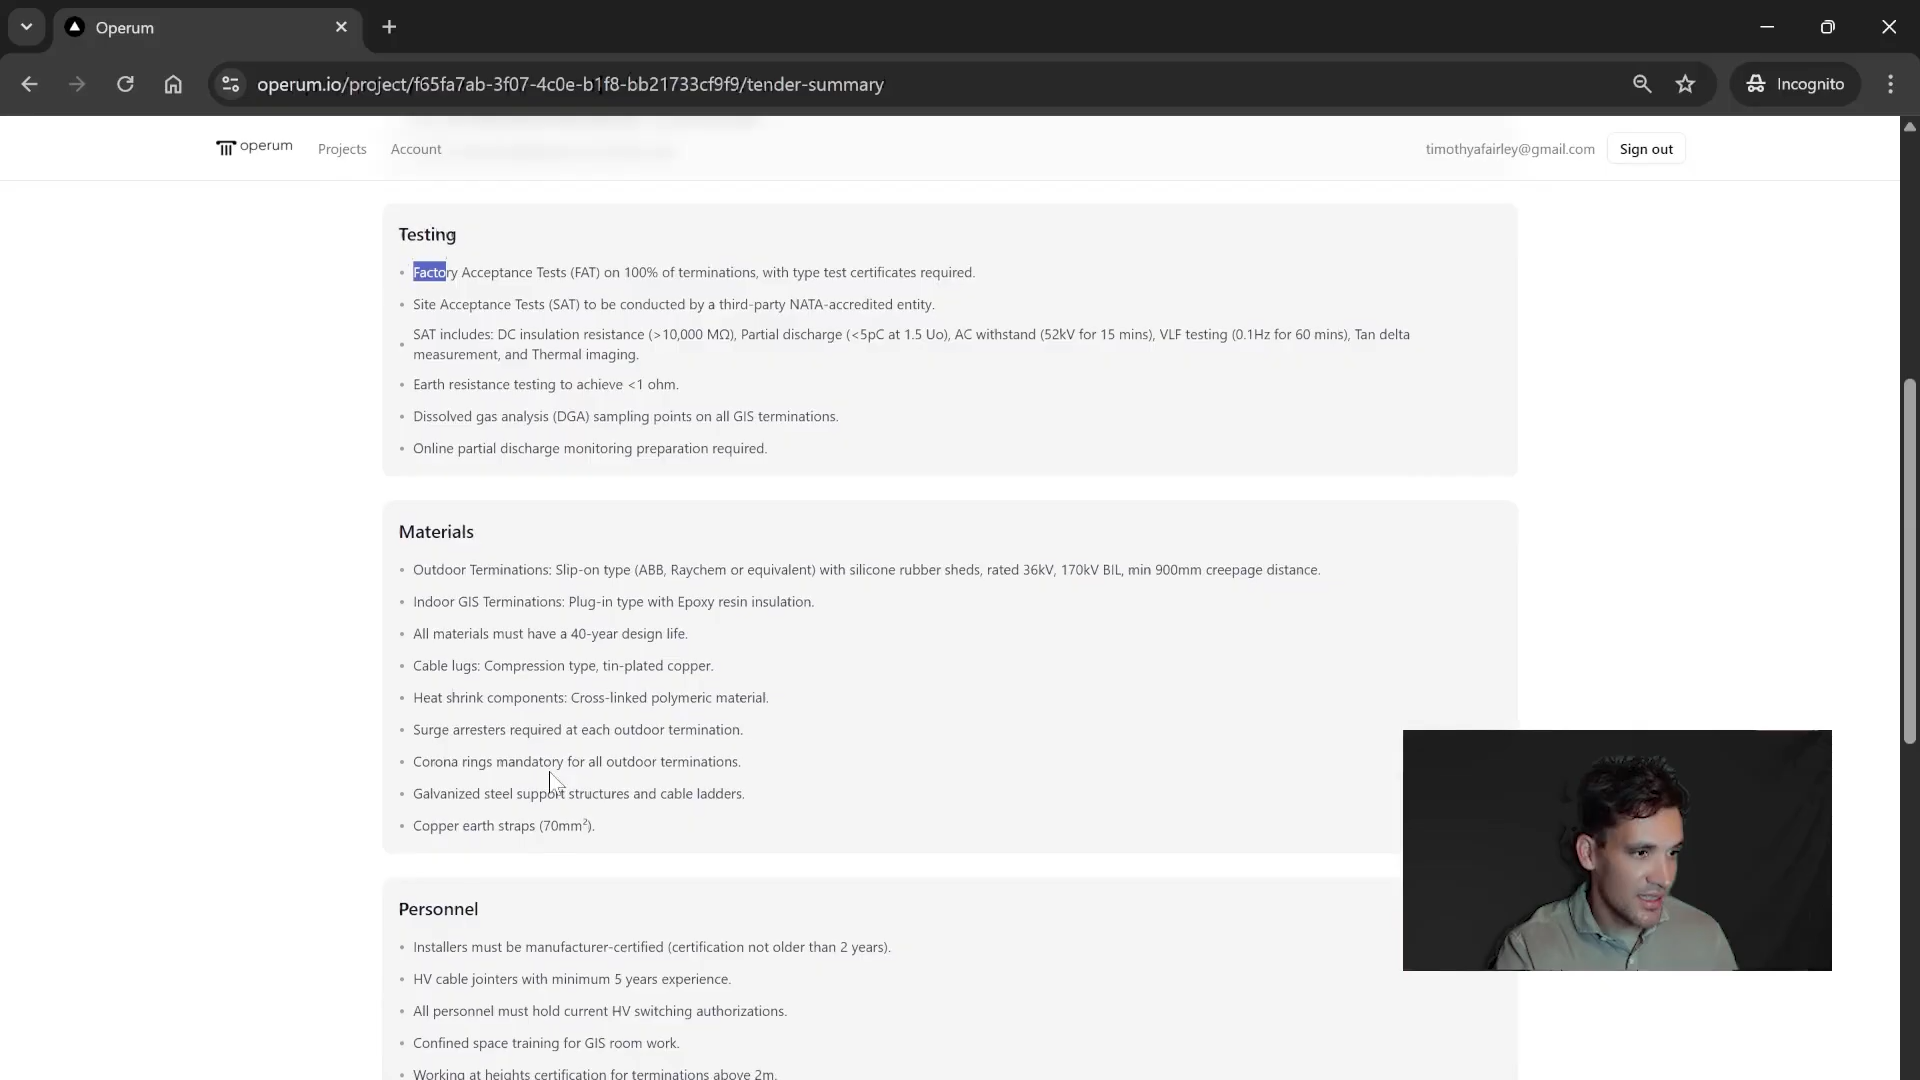 Operum
operum.io/project/f65fa7ab-3f07-4c0e-b1f8-bb21733cf9f9/tender-summary
Incognito
operum
Projects
Account
timothyafairley@gmail.com
Sign out
Testing
Factory Acceptance Tests (FAT) on 100% of terminations, with type test certificates required.
Site Acceptance Tests (SAT) to be conducted by a third-party NATA-accredited entity.
SAT includes: DC insulation resistance (>10,000 MΩ), Partial discharge (<5pC at 1.5 Uo), AC withstand (52kV for 15 mins), VLF testing (0.1Hz for 60 mins), Tan delta
measurement, and Thermal imaging.
Earth resistance testing to achieve <1 ohm.
Dissolved gas analysis (DGA) sampling points on all GIS terminations.
Online partial discharge monitoring preparation required.
Materials
Outdoor Terminations: Slip-on type (ABB, Raychem or equivalent) with silicone rubber sheds, rated 36kV, 170kV BIL, min 900mm creepage distance.
Indoor GIS Terminations: Plug-in type with Epoxy resin insulation.
All materials must have a 40-year design life.
Cable lugs: Compression type, tin-plated copper.
Heat shrink components: Cross-linked polymeric material.
Surge arresters required at each outdoor termination.
Corona rings mandatory for all outdoor terminations.
Galvanized steel support structures and cable ladders.
Copper earth straps (70mm²).
Personnel
Installers must be manufacturer-certified (certification not older than 2 years).
HV cable jointers with minimum 5 years experience.
All personnel must hold current HV switching authorizations.
Confined space training for GIS room work.
Working at heights certification for terminations above 2m.